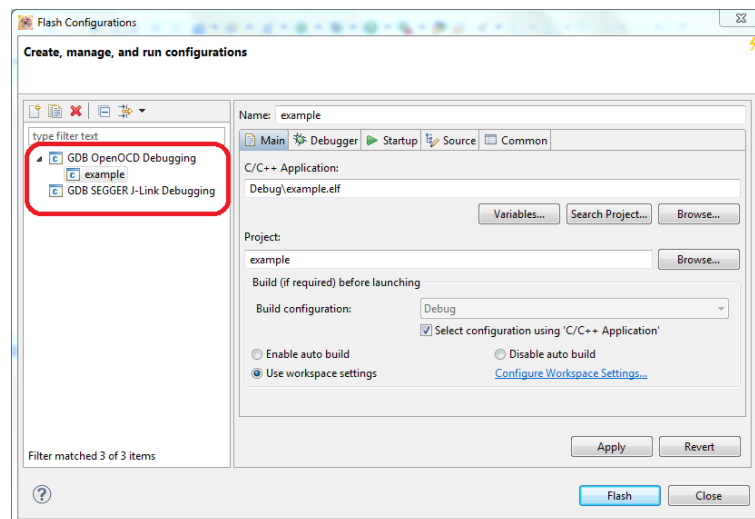 Flash Configurations
Create, manage, and run configurations
type filter text
GDB OpenOCD Debugging
example
GDB SEGGER J-Link Debugging
Filter matched 3 of 3 items
Name: example
Main Debugger Startup Source Common
C/C++ Application:
Debug\example.elf
Variables... Search Project... Browse...
Project:
example Browse...
Build (if required) before launching
Build configuration: Debug
Select configuration using 'C/C++ Application'
Enable auto build Disable auto build
Use workspace settings Configure Workspace Settings...
Apply Revert
? Flash Close